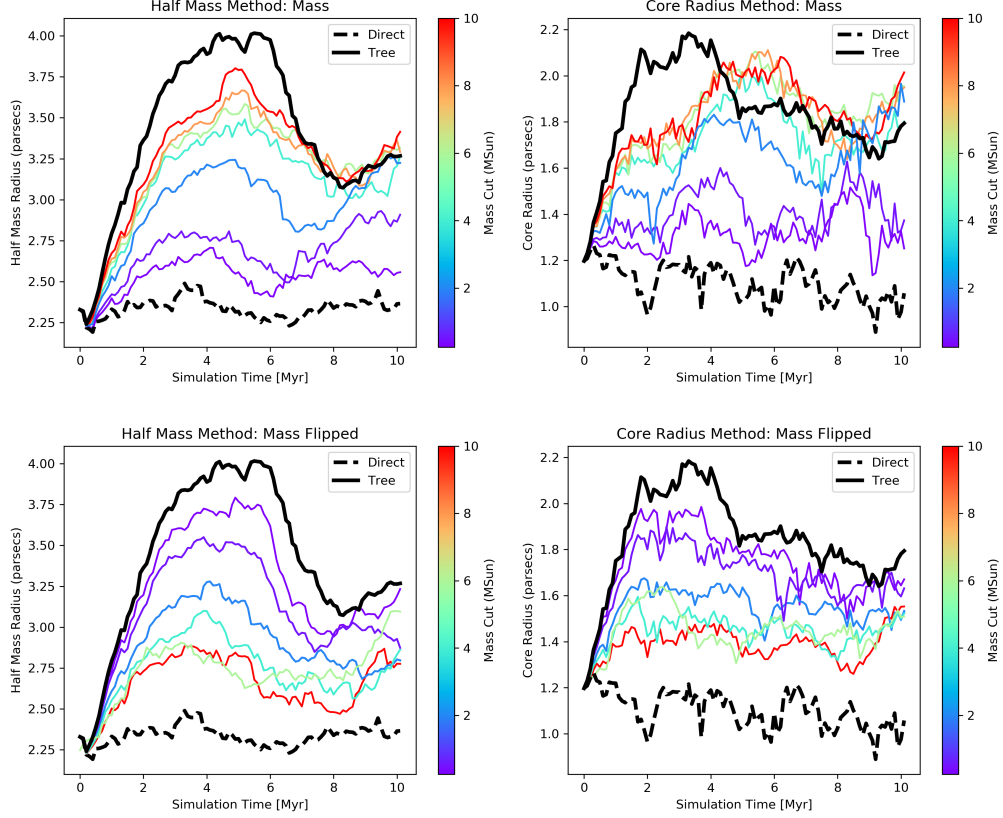 Half Mass Method: Mass
Half Mass Radius (parsecs)
4.00
3.75
3.50
3.25
3.00
2.75
2.50
2.25
0 2 4 6 8 10
Simulation Time [Myr]
Direct
Tree
10
8
6
4
2
Mass Cut (MSun)
Core Radius Method: Mass
Core Radius (parsecs)
2.2
2.0
1.8
1.6
1.4
1.2
1.0
0 2 4 6 8 10
Simulation Time [Myr]
Direct
Tree
10
8
6
4
2
Mass Cut (MSun)
Half Mass Method: Mass Flipped
Half Mass Radius (parsecs)
4.00
3.75
3.50
3.25
3.00
2.75
2.50
2.25
0 2 4 6 8 10
Simulation Time [Myr]
Direct
Tree
10
8
6
4
2
Mass Cut (MSun)
Core Radius Method: Mass Flipped
Core Radius (parsecs)
2.2
2.0
1.8
1.6
1.4
1.2
1.0
0 2 4 6 8 10
Simulation Time [Myr]
Direct
Tree
10
8
6
4
2
Mass Cut (MSun)